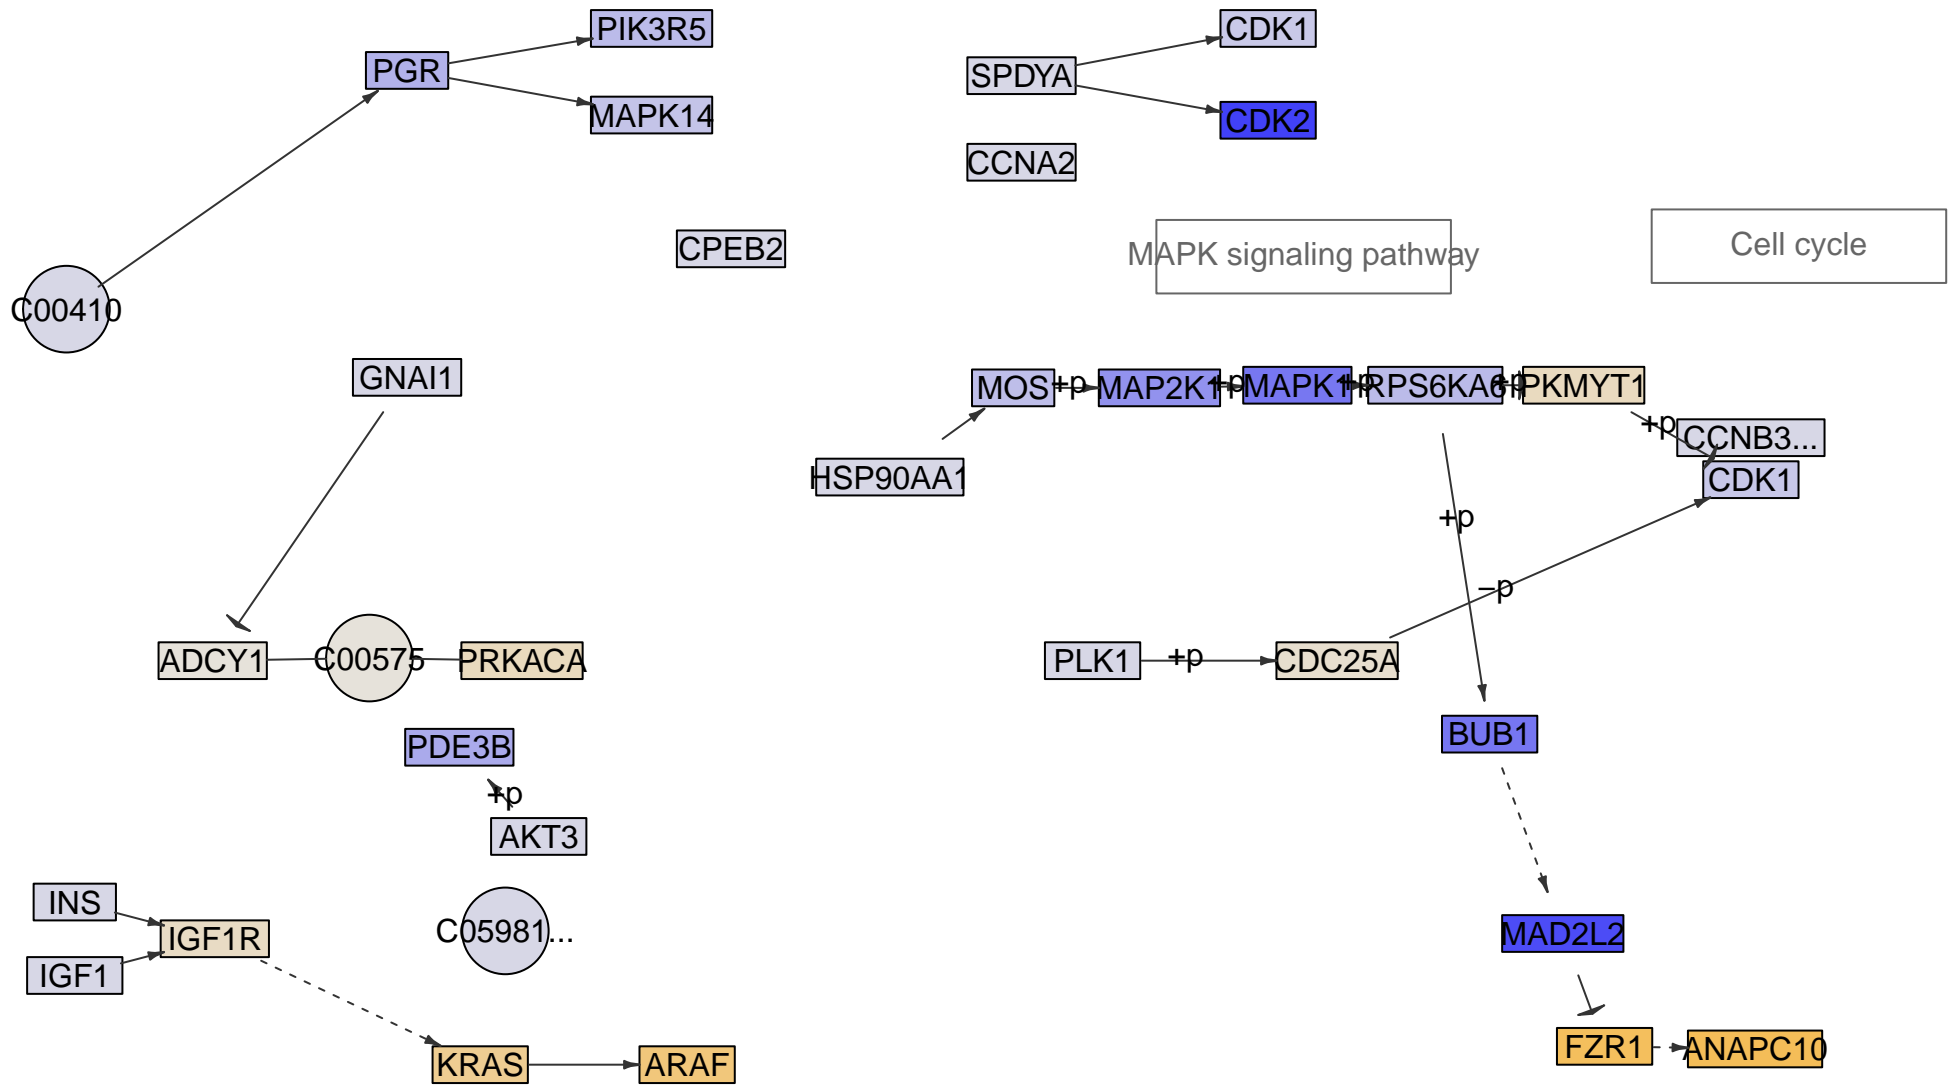 PIK3R5
CDK1
PGR
SPDYA
MAPK14
CDK2
CCNA2
CPEB2
MAPK signaling pathway
Cell cycle
C00410
GNAI1
MOS
+p
MAP2K1
+p
MAPK1
+p
RPS6KA6
+p
PKMYT1
+p
CCNB3...
HSP90AA1
CDK1
+p
−p
ADCY1
C00575
PRKACA
PLK1
+p
CDC25A
PDE3B
BUB1
+p
AKT3
INS
IGF1R
C05981...
MAD2L2
IGF1
KRAS
ARAF
FZR1
ANAPC10